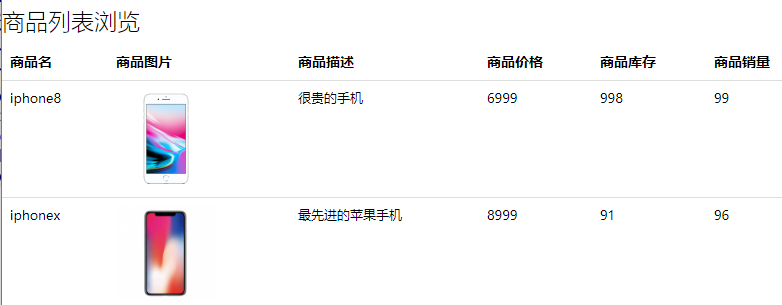 商品列表浏览
商品名 商品图片 商品描述 商品价格 商品库存 商品销量
iphone8 很贵的手机 6999 998 99
iphonex 最先进的苹果手机 8999 91 96